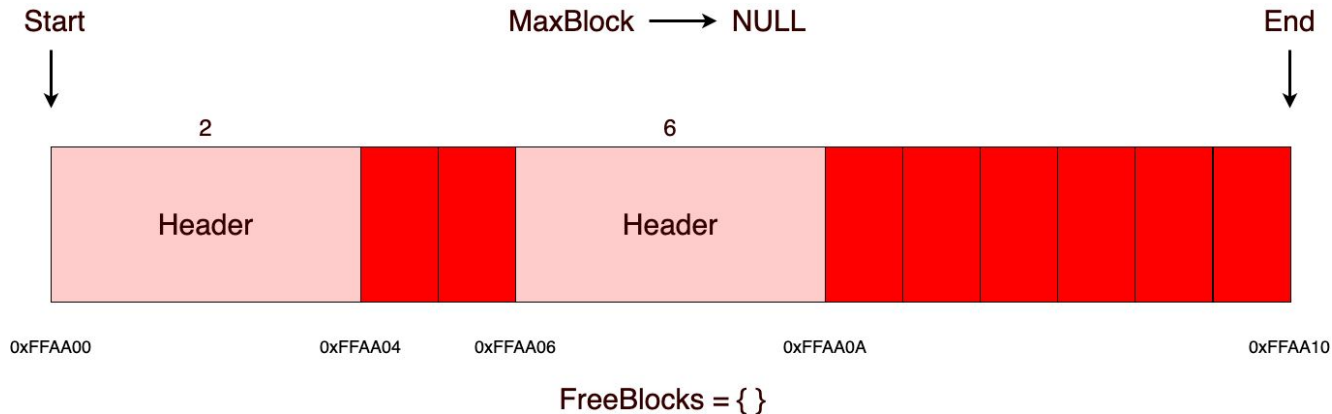 Start MaxBlock NULL End
2 6
Header Header
0xFFAA00 0xFFAA04 0xFFAA06 0xFFAA0A 0xFFAA10
FreeBlocks = { }